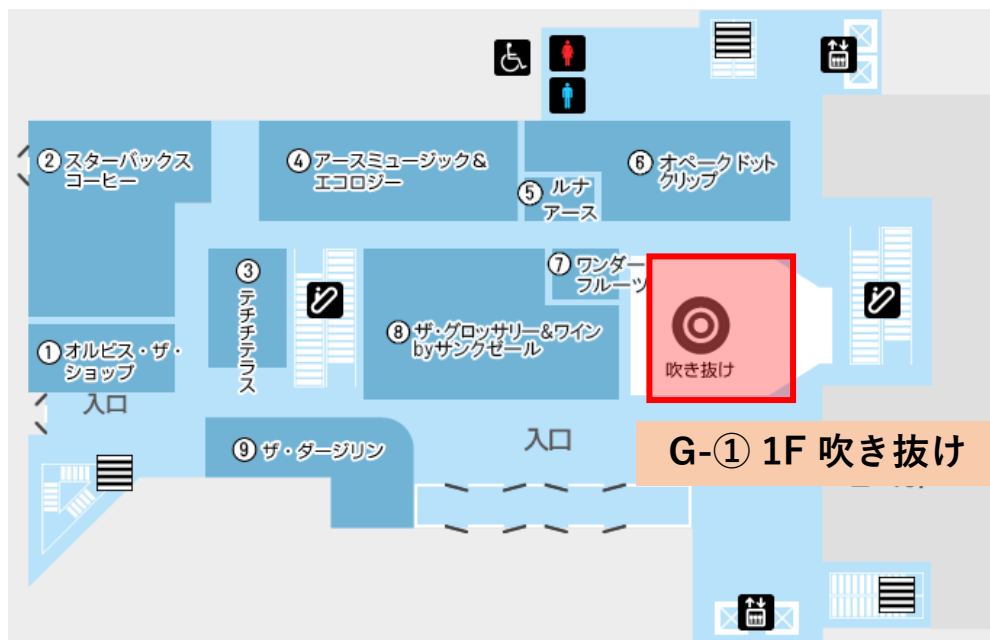 ② スターバックス
コーヒー
④ アースミュージック&
エコロジー
⑥ オペークドット
クリップ
⑤ ルナ
アース
③ テチチテラス
⑦ ワンダー
フルーツ
① オルビス・ザ・
ショップ
⑧ ザ・グロッサリー&ワイン
byサンクゼール
吹き抜け
入口
⑨ ザ・ダージリン
入口
G-① 1F 吹き抜け